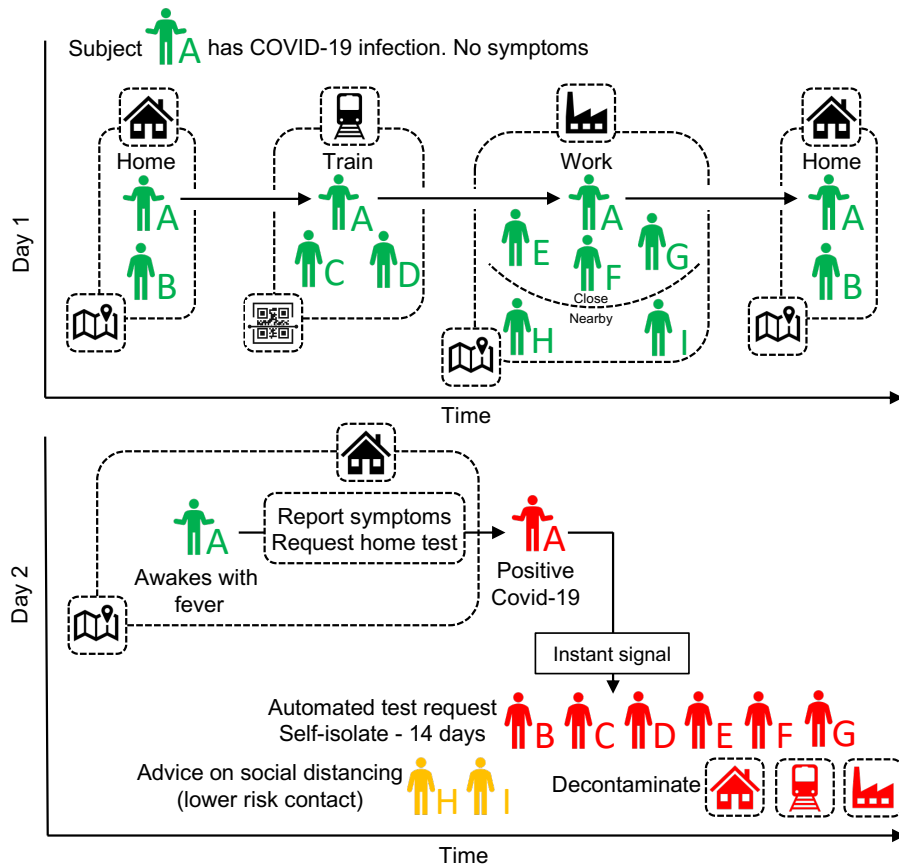 Subject A has COVID-19 infection. No symptoms
Home
Train
Work
Home
A
A
A
A
B
C
D
E
F
G
B
Close
Nearby
H
I
Day 1
Time
A
Report symptoms
Request home test
A
Awakes with
fever
Positive
Covid-19
Instant signal
Automated test request
Self-isolate - 14 days
B
C
D
E
F
G
Advice on social distancing
(lower risk contact)
H
I
Decontaminate
Day 2
Time